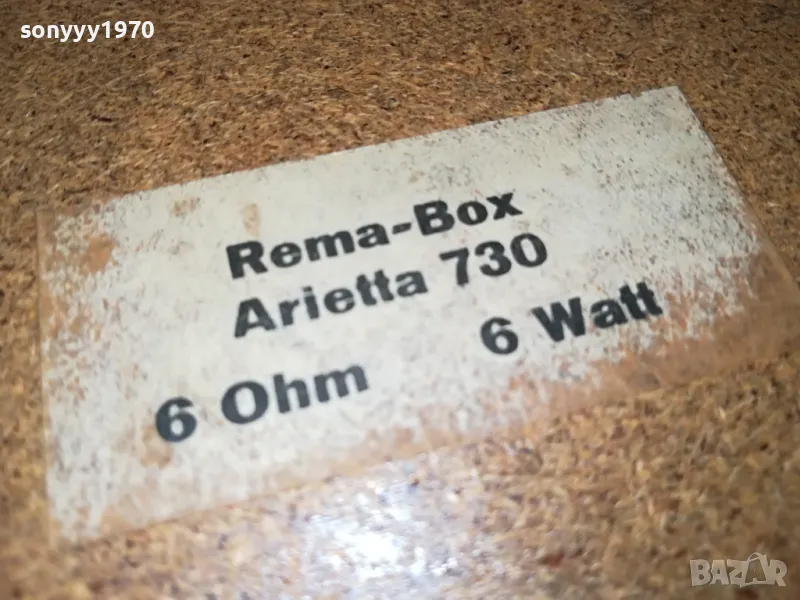 sonyyy1970
Rema-Box
Arietta 730
6 Ohm 6 Watt
BAZAR